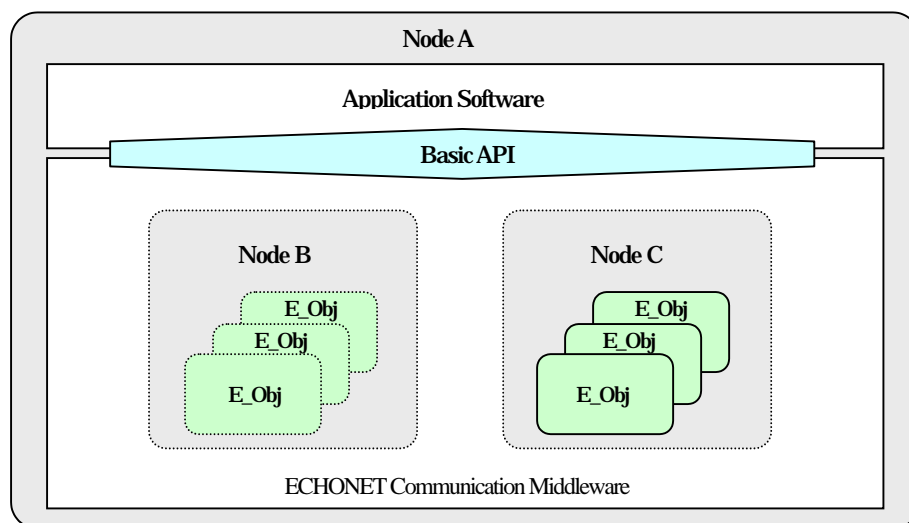 Node A
Application Software
Basic API
Node B
Node C
E_Obj
E_Obj
E_Obj
E_Obj
E_Obj
E_Obj
ECHONET Communication Middleware